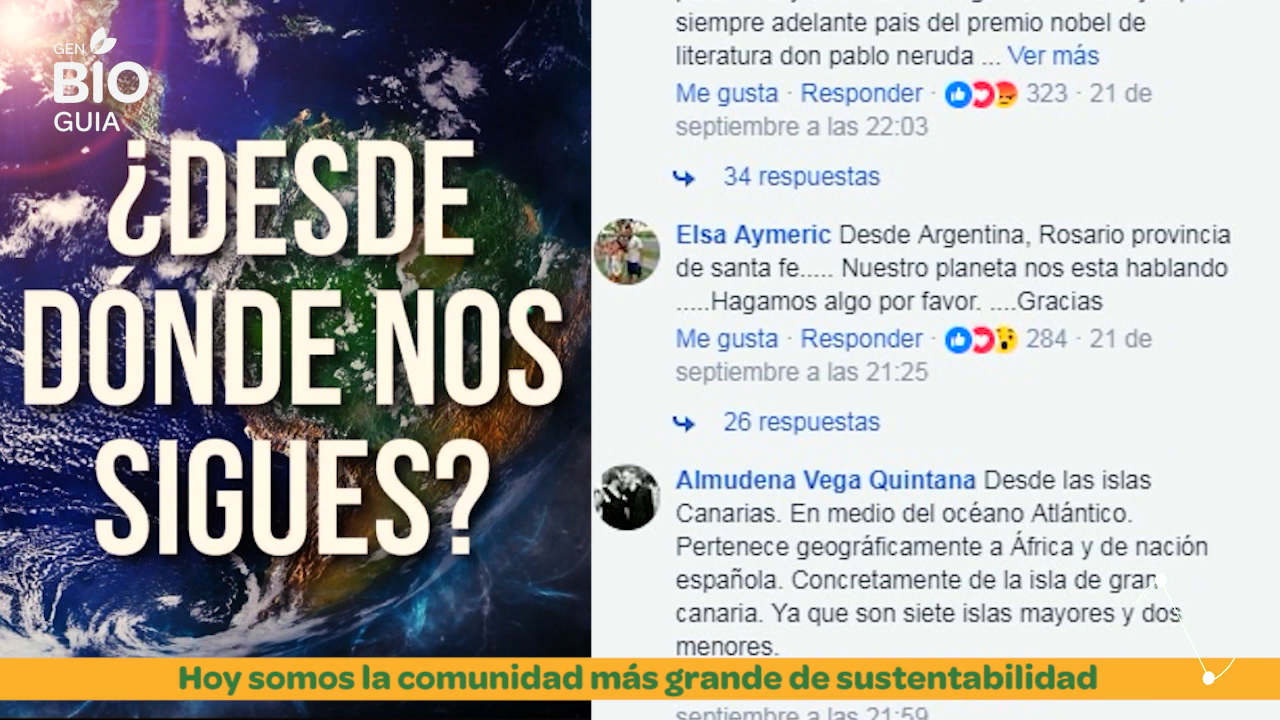 GEN
BIO
GUIA
¿DESDE
DÓNDE NOS
SIGUES?
siempre adelante pais del premio nobel de
literatura don pablo neruda ... Ver más
Me gusta · Responder · 323 · 21 de
septiembre a las 22:03
34 respuestas
Elsa Aymeric Desde Argentina, Rosario provincia
de santa fe..... Nuestro planeta nos esta hablando
.....Hagamos algo por favor. ....Gracias
Me gusta · Responder · 284 · 21 de
septiembre a las 21:25
26 respuestas
Almudena Vega Quintana Desde las islas
Canarias. En medio del océano Atlántico.
Pertenece geográficamente a África y de nación
española. Concretamente de la isla de gran
canaria. Ya que son siete islas mayores y dos
menores.
Hoy somos la comunidad más grande de sustentabilidad
septiembre a las 21:59